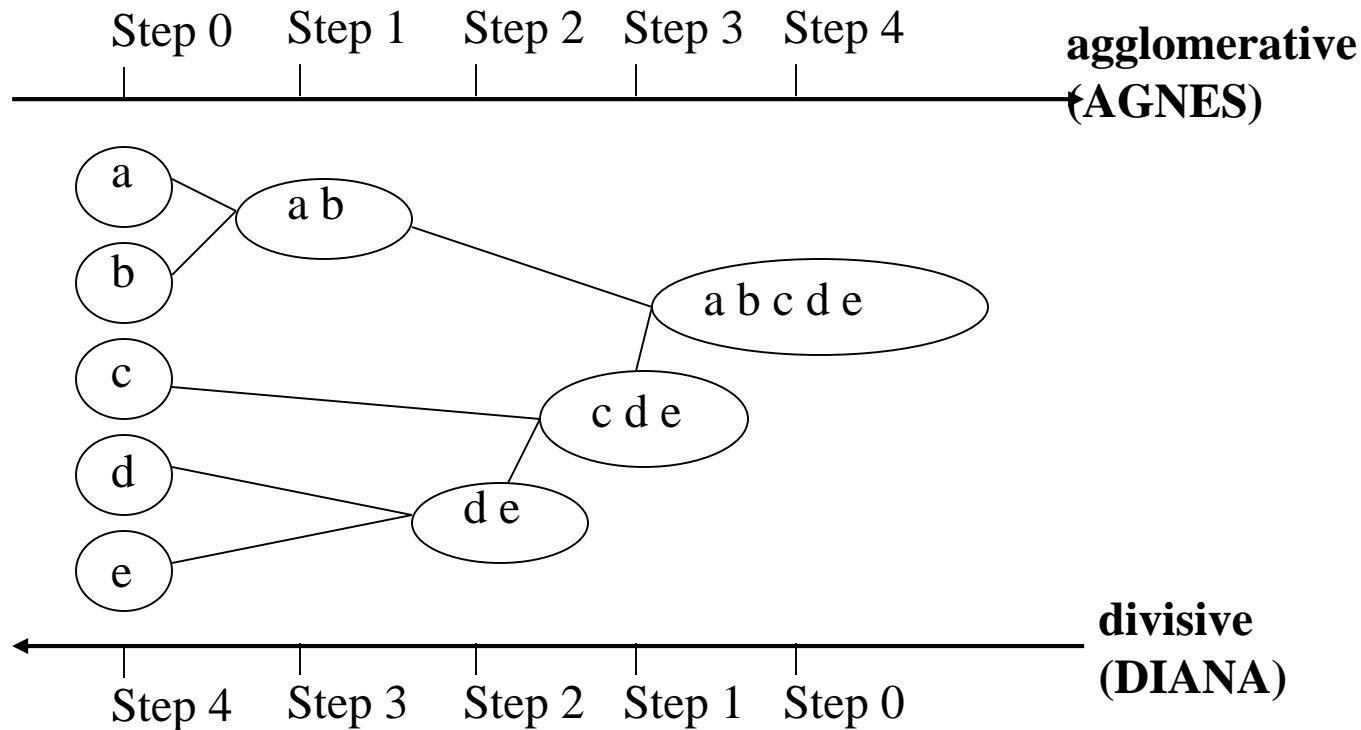 Step 0 Step 1 Step 2 Step 3 Step 4
agglomerative
(AGNES)
a
a b
b
a b c d e
c
c d e
d
d e
e
divisive
(DIANA)
Step 4 Step 3 Step 2 Step 1 Step 0